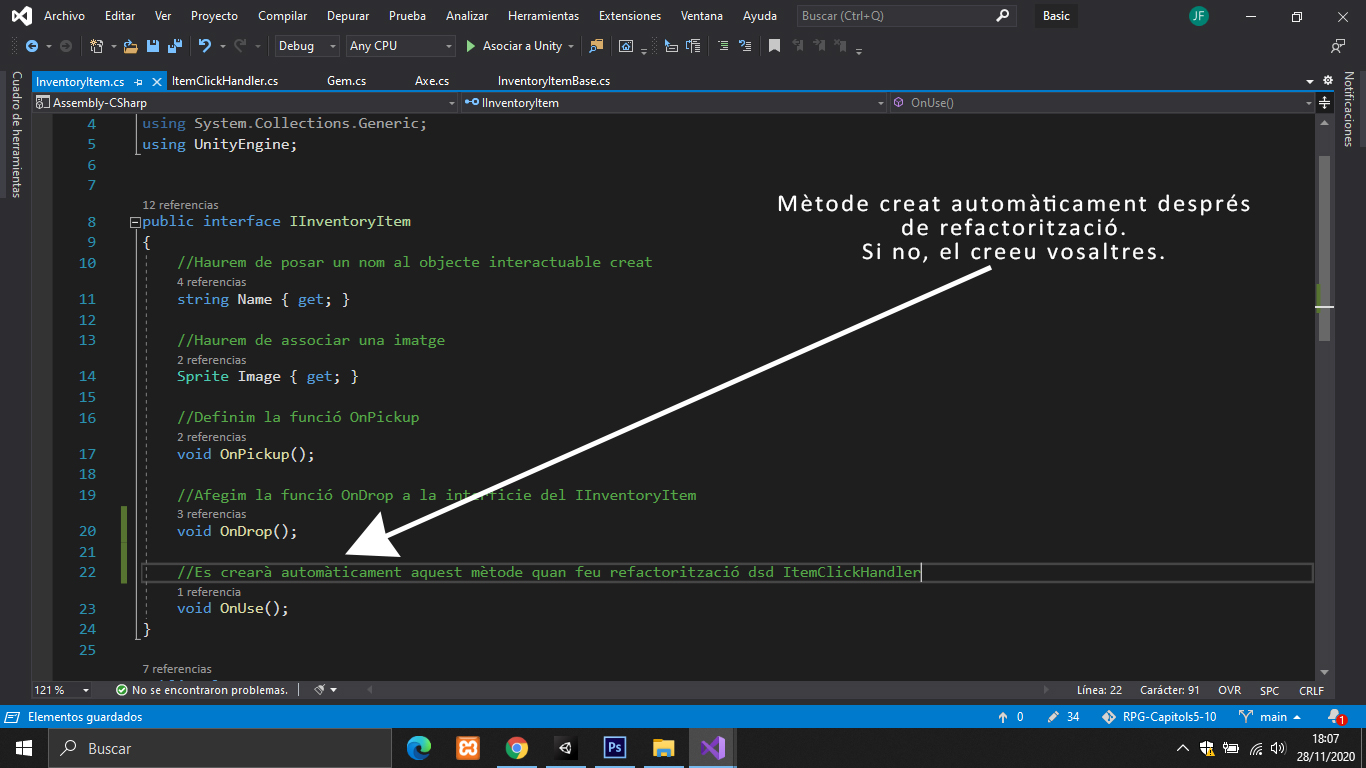 Archivo Editar Ver Proyecto Compilar Depurar Prueba Analizar Herramientas Extensiones Ventana Ayuda Buscar (Ctrl+Q) Basic JF
Debug Any CPU Asociar a Unity
InventoryItem.cs ItemClickHandler.cs Gem.cs Axe.cs InventoryItemBase.cs
Assembly-CSharp IInventoryItem OnUse()
Cuadro de herramientas
Notificaciones
4 using System.Collections.Generic;
5 using UnityEngine;
6
7
12 referencias
8 public interface IInventoryItem
9 {
10 //Haurem de posar un nom al objecte interactuable creat
4 referencias
11 string Name { get; }
12
13 //Haurem de associar una imatge
2 referencias
14 Sprite Image { get; }
15
16 //Definim la funció OnPickup
2 referencias
17 void OnPickup();
18
19 //Afegim la funció OnDrop a la interficie del IInventoryItem
3 referencias
20 void OnDrop();
21
22 //Es crearà automàticament aquest mètode quan feu refactorització dsd ItemClickHandler
1 referencia
23 void OnUse();
24 }
25
7 referencias
Mètode creat automàticament després
de refactorització.
Si no, el creeu vosaltres.
121 % No se encontraron problemas. Línea: 22 Carácter: 91 OVR SPC CRLF
Elementos guardados 0 34 RPG-Capitols5-10 main 1
Buscar Ps 18:07
28/11/2020